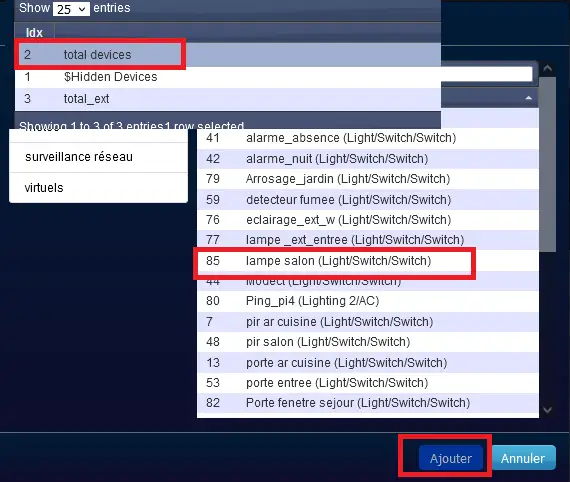 Show 25 entries
Idx
2 total devices
1 $Hidden Devices
3 total_ext
Showing 1 to 3 of 3 entries1 row selected
surveillance réseau
virtuels
41 alarme_absence (Light/Switch/Switch)
42 alarme_nuit (Light/Switch/Switch)
79 Arrosage_jardin (Light/Switch/Switch)
59 detecteur fumee (Light/Switch/Switch)
76 eclairage_ext_w (Light/Switch/Switch)
77 lampe _ext_entree (Light/Switch/Switch)
85 lampe salon (Light/Switch/Switch)
44 Modect (Light/Switch/Switch)
80 Ping_pi4 (Lighting 2/AC)
7 pir ar cuisine (Light/Switch/Switch)
48 pir salon (Light/Switch/Switch)
13 porte ar cuisine (Light/Switch/Switch)
53 porte entree (Light/Switch/Switch)
82 Porte fenetre sejour (Light/Switch/Switch)
Ajouter Annuler